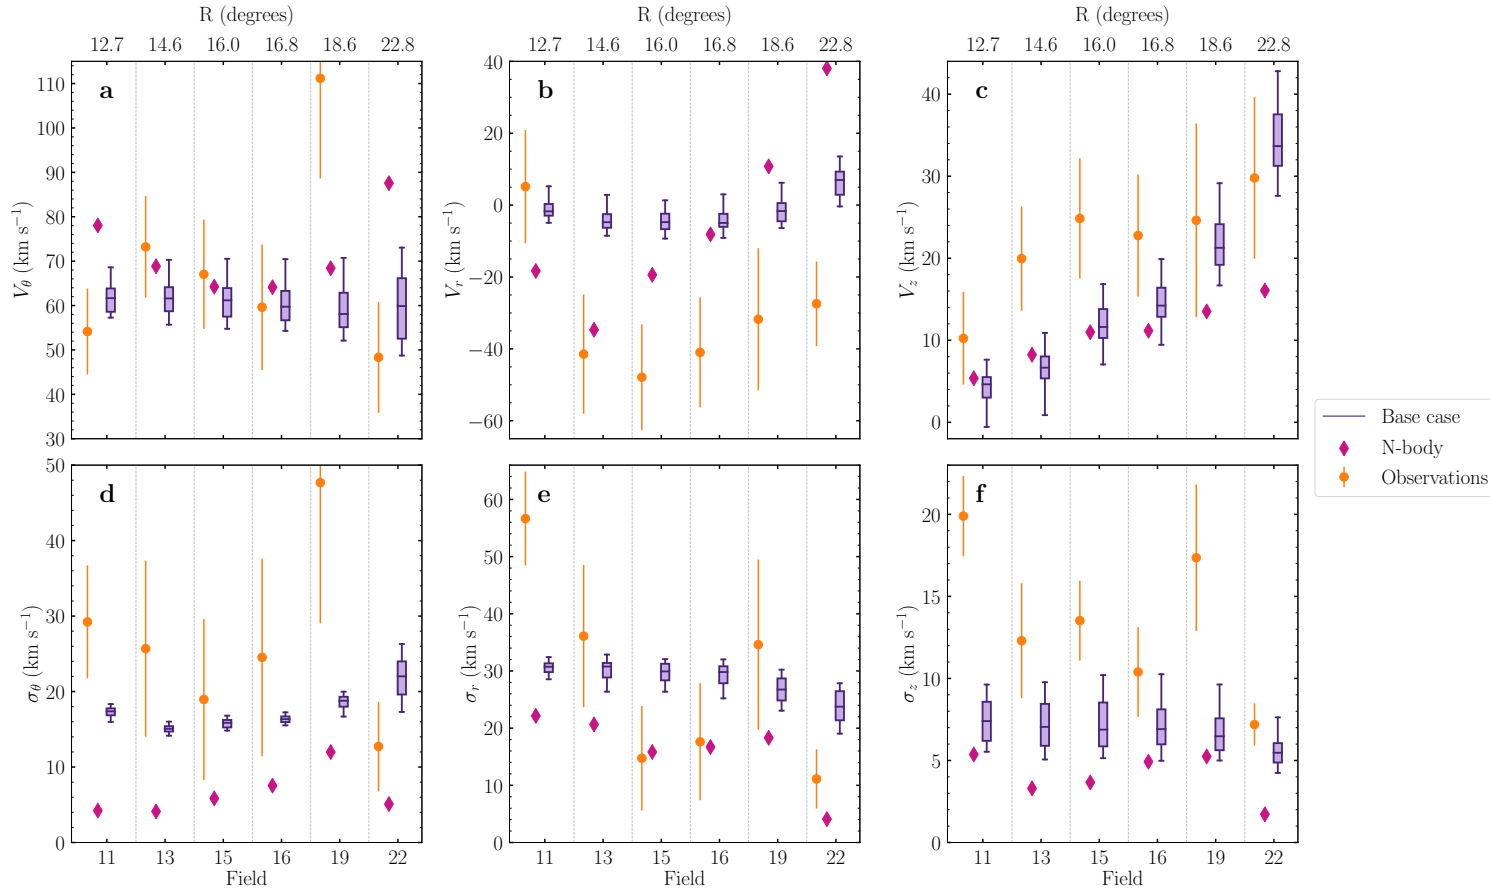 R (degrees)
R (degrees)
R (degrees)
12.7 14.6 16.0 16.8 18.6 22.8
12.7 14.6 16.0 16.8 18.6 22.8
12.7 14.6 16.0 16.8 18.6 22.8
a
110
100
90
80
70
60
50
40
30
V_θ (km s⁻¹)
b
40
20
0
−20
−40
−60
V_r (km s⁻¹)
c
40
30
20
10
0
V_z (km s⁻¹)
Base case
N-body
Observations
d
50
40
30
20
10
0
σ_θ (km s⁻¹)
11 13 15 16 19 22
Field
e
60
50
40
30
20
10
0
σ_r (km s⁻¹)
11 13 15 16 19 22
Field
f
20
15
10
5
0
σ_z (km s⁻¹)
11 13 15 16 19 22
Field